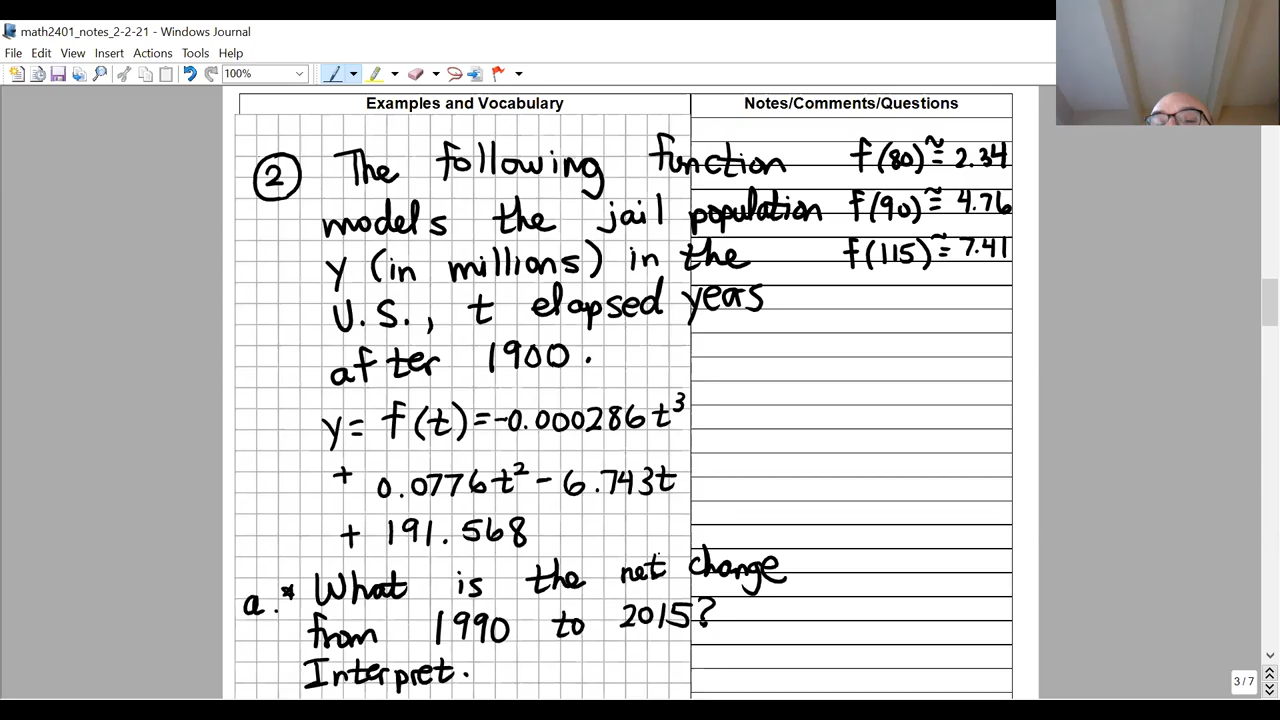 math2401_notes_2-2-21 - Windows Journal
File Edit View Insert Actions Tools Help
100%
Examples and Vocabulary
Notes/Comments/Questions
② The following function
models the jail population
y (in millions) in the
U.S., t elapsed years
after 1900.
y = f(t) = -0.000286t³
+ 0.0776t² - 6.743t
+ 191.568
a. * What is the net change
from 1990 to 2015?
Interpret.
f(80) ≅ 2.34
f(90) ≅ 4.76
f(115) ≅ 7.41
3 / 7